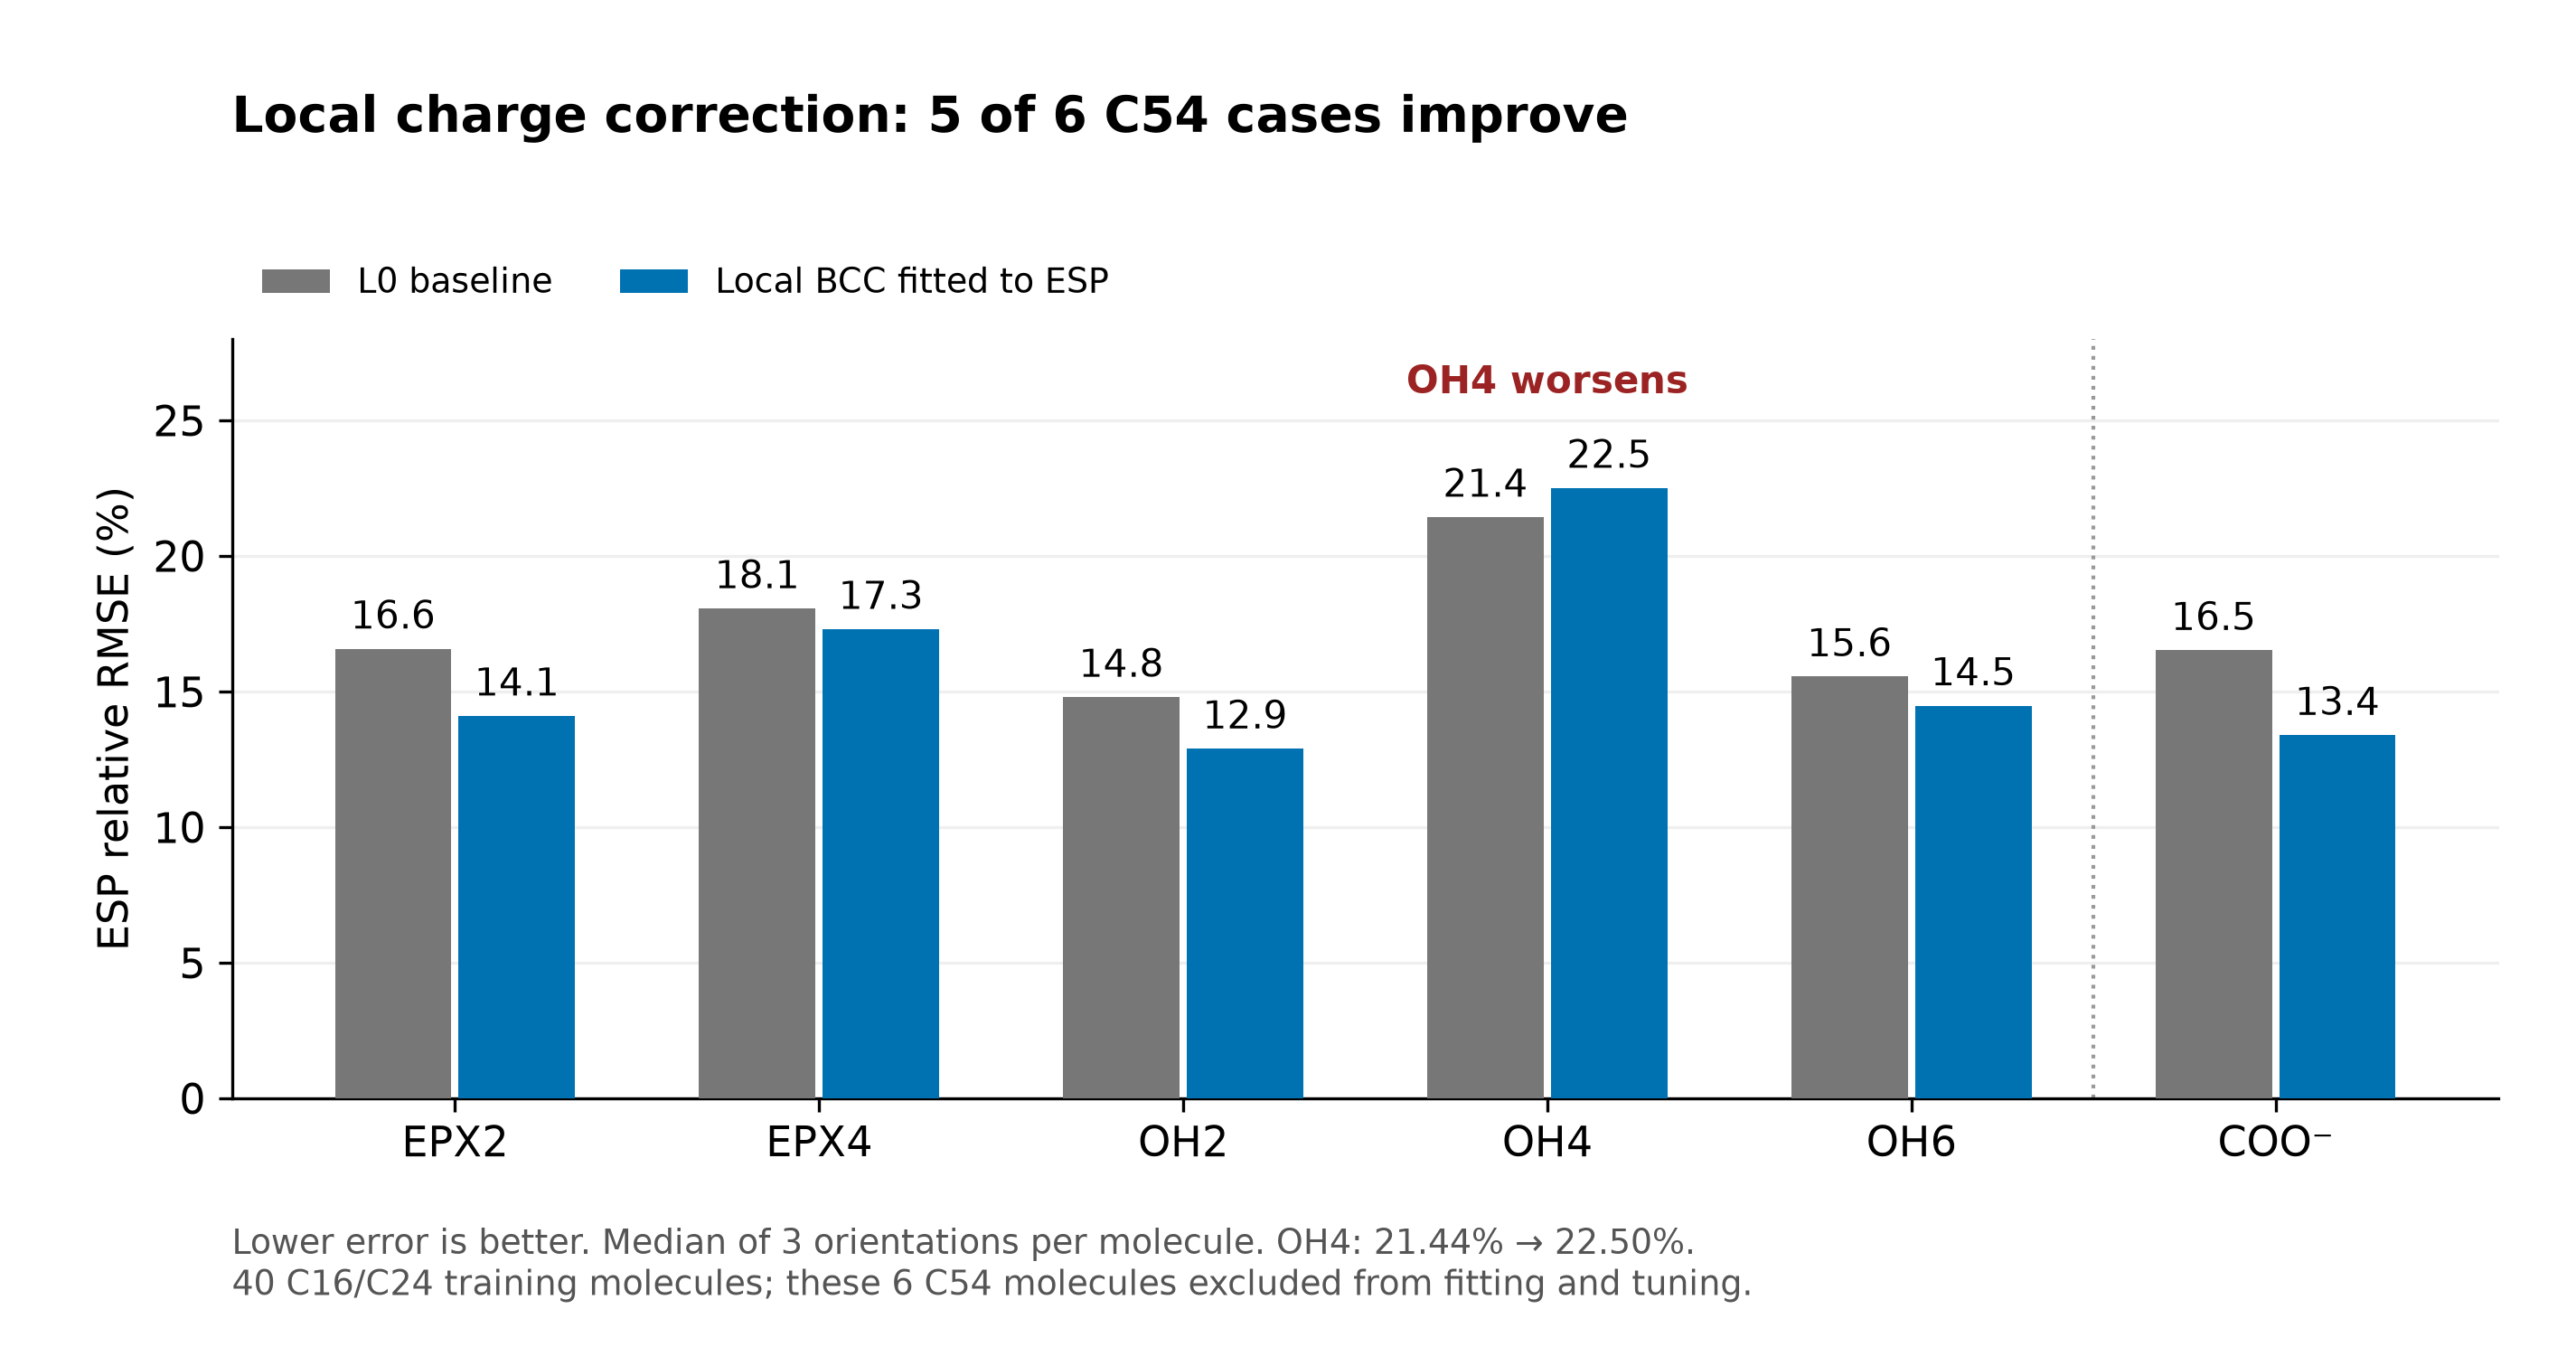 Local charge correction: 5 of 6 C54 cases improve
L0 baseline
Local BCC fitted to ESP
ESP relative RMSE (%)
25
20
15
10
5
0
OH4 worsens
16.6
14.1
18.1
17.3
14.8
12.9
21.4
22.5
15.6
14.5
16.5
13.4
EPX2
EPX4
OH2
OH4
OH6
COO⁻
Lower error is better. Median of 3 orientations per molecule. OH4: 21.44% → 22.50%.
40 C16/C24 training molecules; these 6 C54 molecules excluded from fitting and tuning.